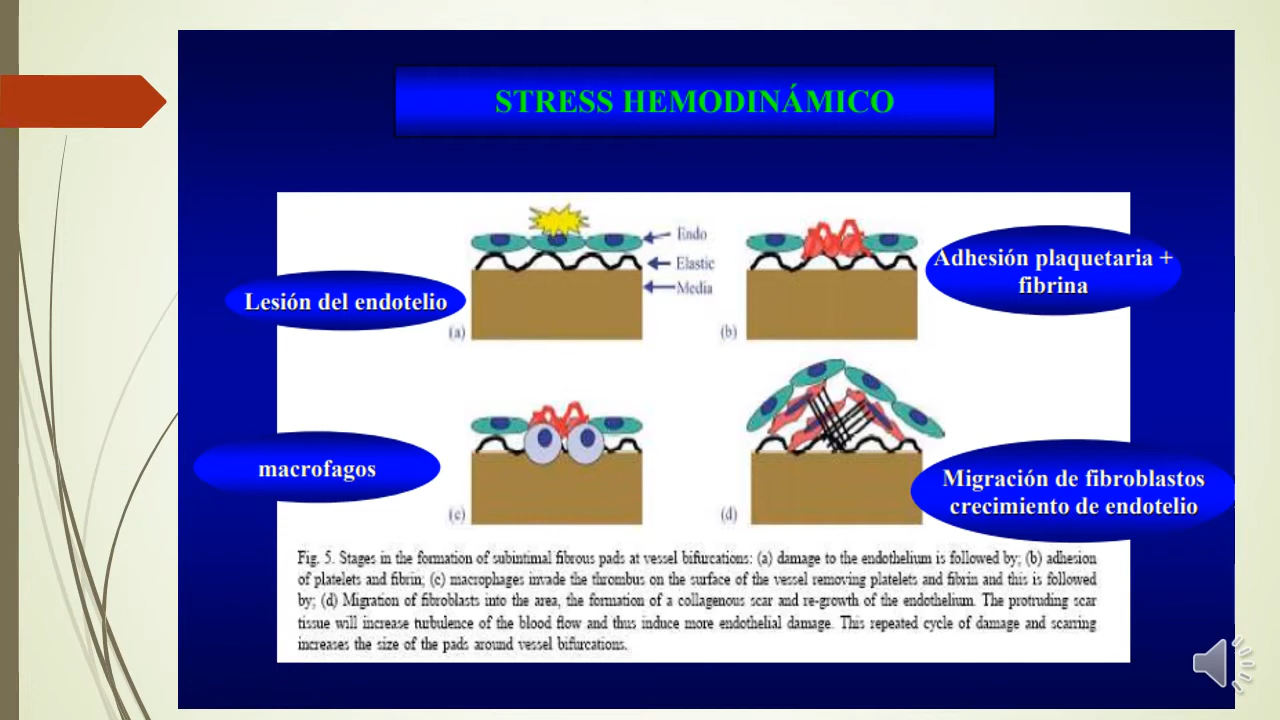 STRESS HEMODINÁMICO
Endo
Elastic
Media
(a)
Lesión del endotelio
(b)
Adhesión plaquetaria +
fibrina
(c)
macrofagos
(d)
Migración de fibroblastos
crecimiento de endotelio
Fig. 5. Stages in the formation of subintimal fibrous pads at vessel bifurcations: (a) damage to the endothelium is followed by; (b) adhesion
of platelets and fibrin; (c) macrophages invade the thrombus on the surface of the vessel removing platelets and fibrin and this is followed
by; (d) Migration of fibroblasts into the area, the formation of a collagenous scar and re-growth of the endothelium. The protruding scar
tissue will increase turbulence of the blood flow and thus induce more endothelial damage. This repeated cycle of damage and scarring
increases the size of the pads around vessel bifurcations.